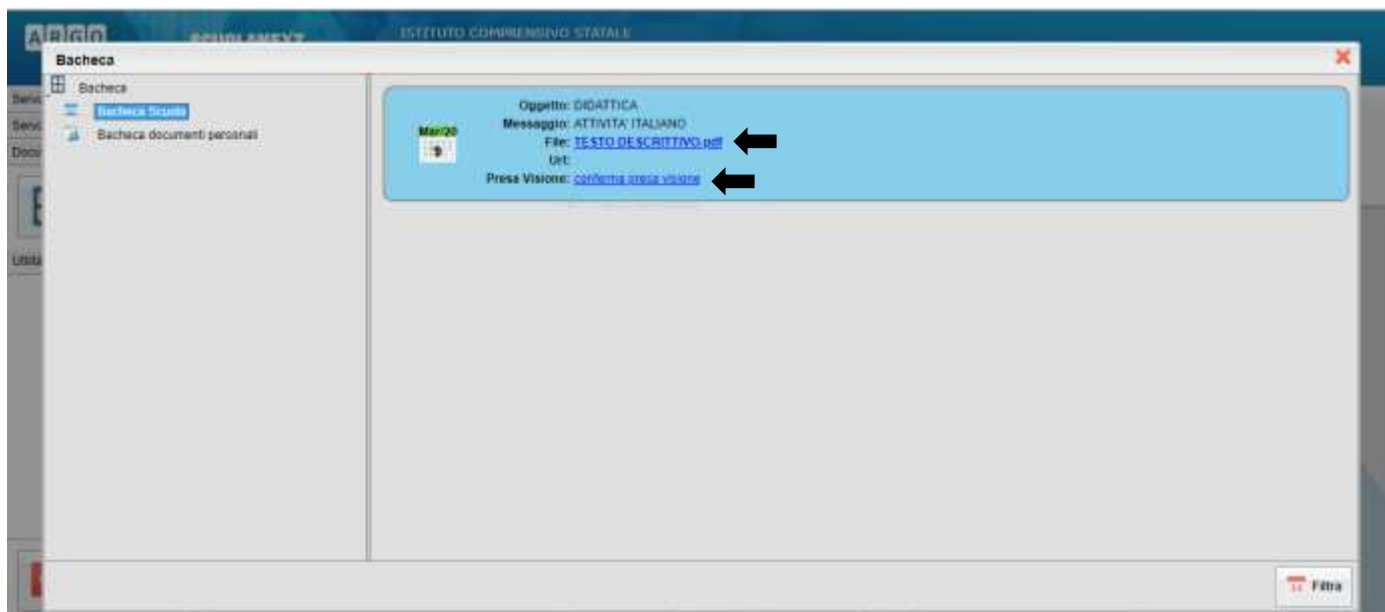 ARGO SCUOLANEXT ISTITUTO COMPRENSIVO STATALE
Bacheca
Bacheca
Bacheca Scuola
Bacheca documenti personali
Oggetto: DIDATTICA
Messaggio: ATTIVITA' ITALIANO
File: TESTO DESCRITTIVO.pdf
Url:
Presa Visione: conferma presa visione
Mar/20
9
Filtra